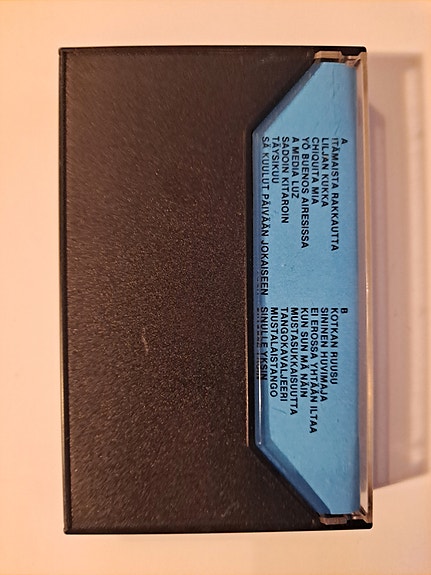 A
ITÄMAISTA RAKKAUTTA
LILJAN KUKKA
CHIQUITA MIA
YÖ BUENOS AIRESISSA
A MEDIA LUZ
SADOIN KITAROIN
TÄYSIKUU
SÄ KUULUT PÄIVÄÄN JOKAISEEN
B
KOTKAN RUUSU
SININEN HUVIMAJA
EI EROSSA YHTÄÄN ILTAA
KUN SUN MÄ NÄIN
MUSTASUKKAISUUTTA
TANGOKAVALJEERI
MUSTALAISTANGO
SINULLE YKSIN